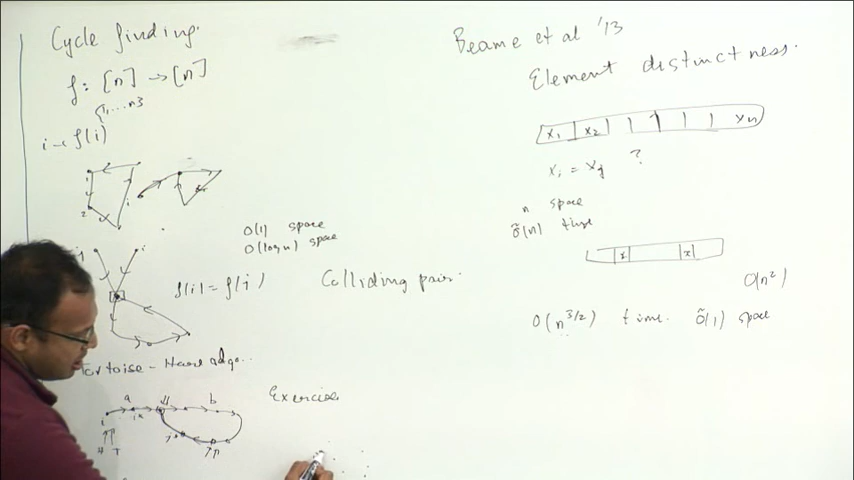 Cycle finding.
f: [n] → [n]
{1, ... n}
i → f(i)
O(1) space
O(log n) space
f(i) = f(j)
Colliding pair.
Tortoise - Hare algo..
a
b
H T
Exercise
Beame et al '13
Element distinctness.
x₁ x₂ xₙ
xᵢ = xⱼ ?
n space
Õ(n) time
x x
O(n²)
O(n^{3/2}) time. Õ(1) space